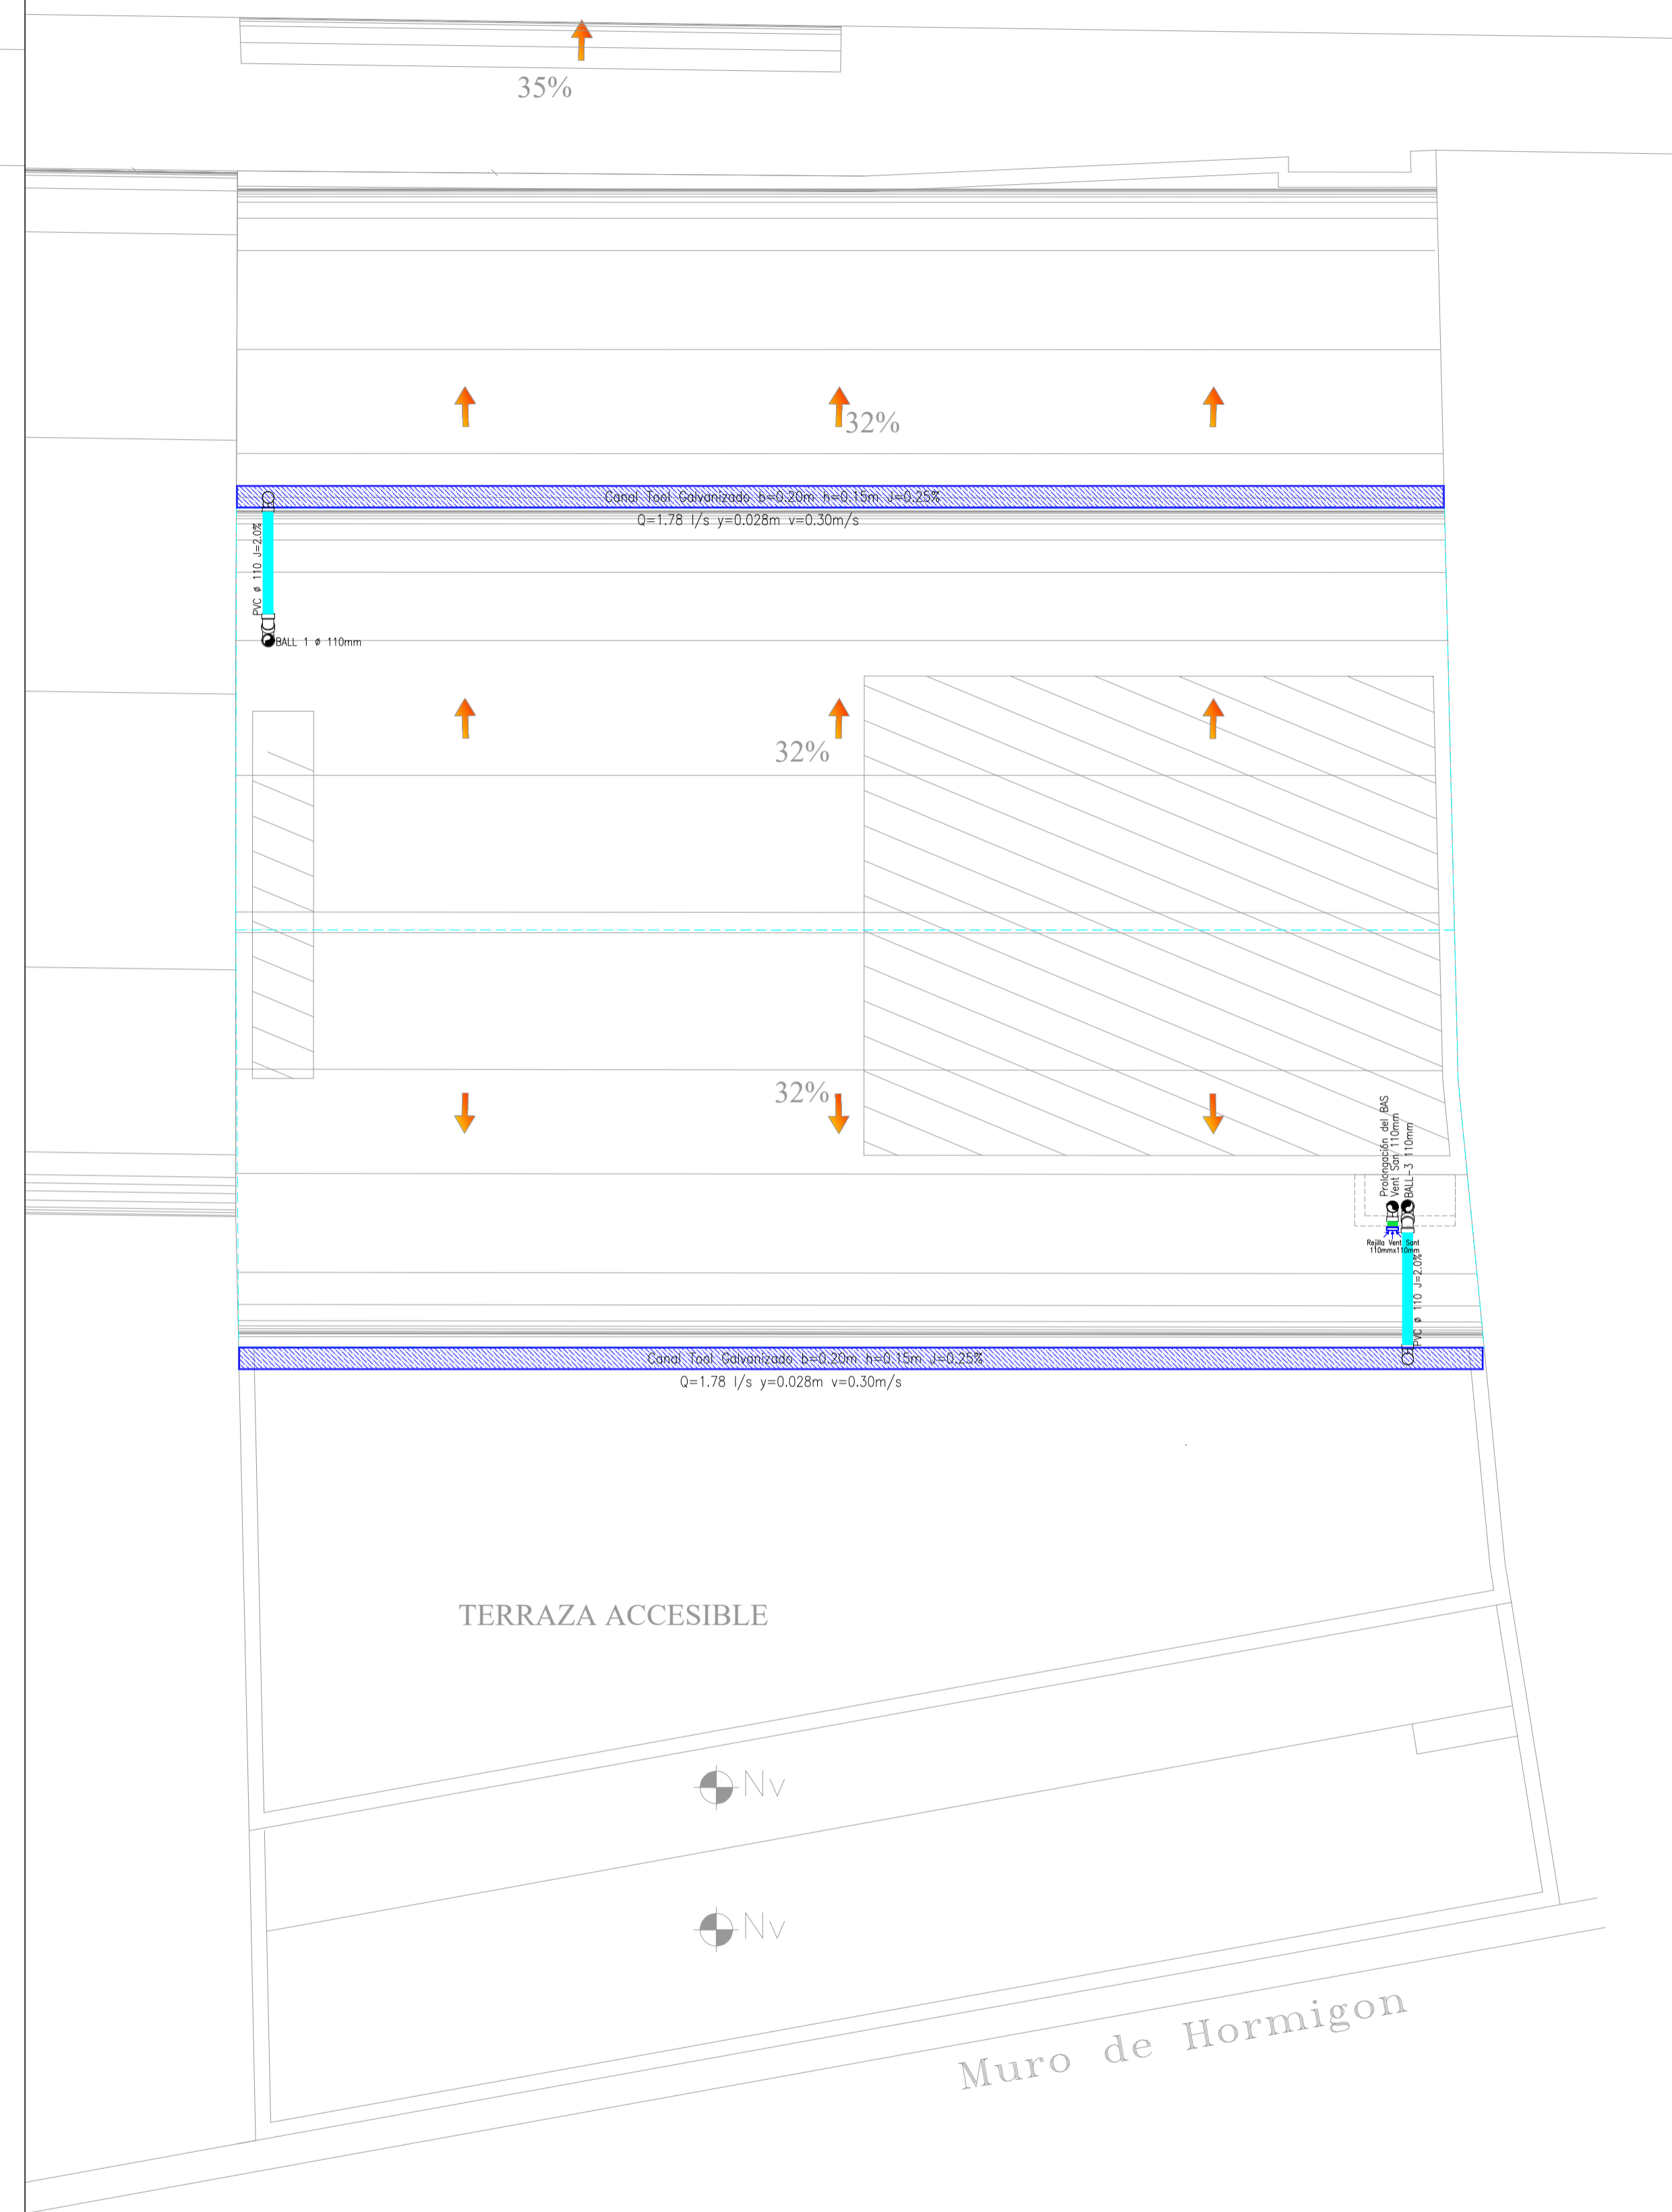 35%
32%
Canal Tool Galvanizado b=0.20m h=0.15m J=0.25%
Q=1.78 l/s y=0.028m v=0.30m/s
PVC ø 110 J=2.0%
BALL 1 ø 110mm
32%
32%
Prolongación del BAS
Vent San 110mm
BALL-3 110mm
Rejilla Vent Sant
110mmx110mm
PVC ø 110 J=2.0%
Canal Tool Galvanizado b=0.20m h=0.15m J=0.25%
Q=1.78 l/s y=0.028m v=0.30m/s
TERRAZA ACCESIBLE
Nv
Nv
Muro de Hormigon